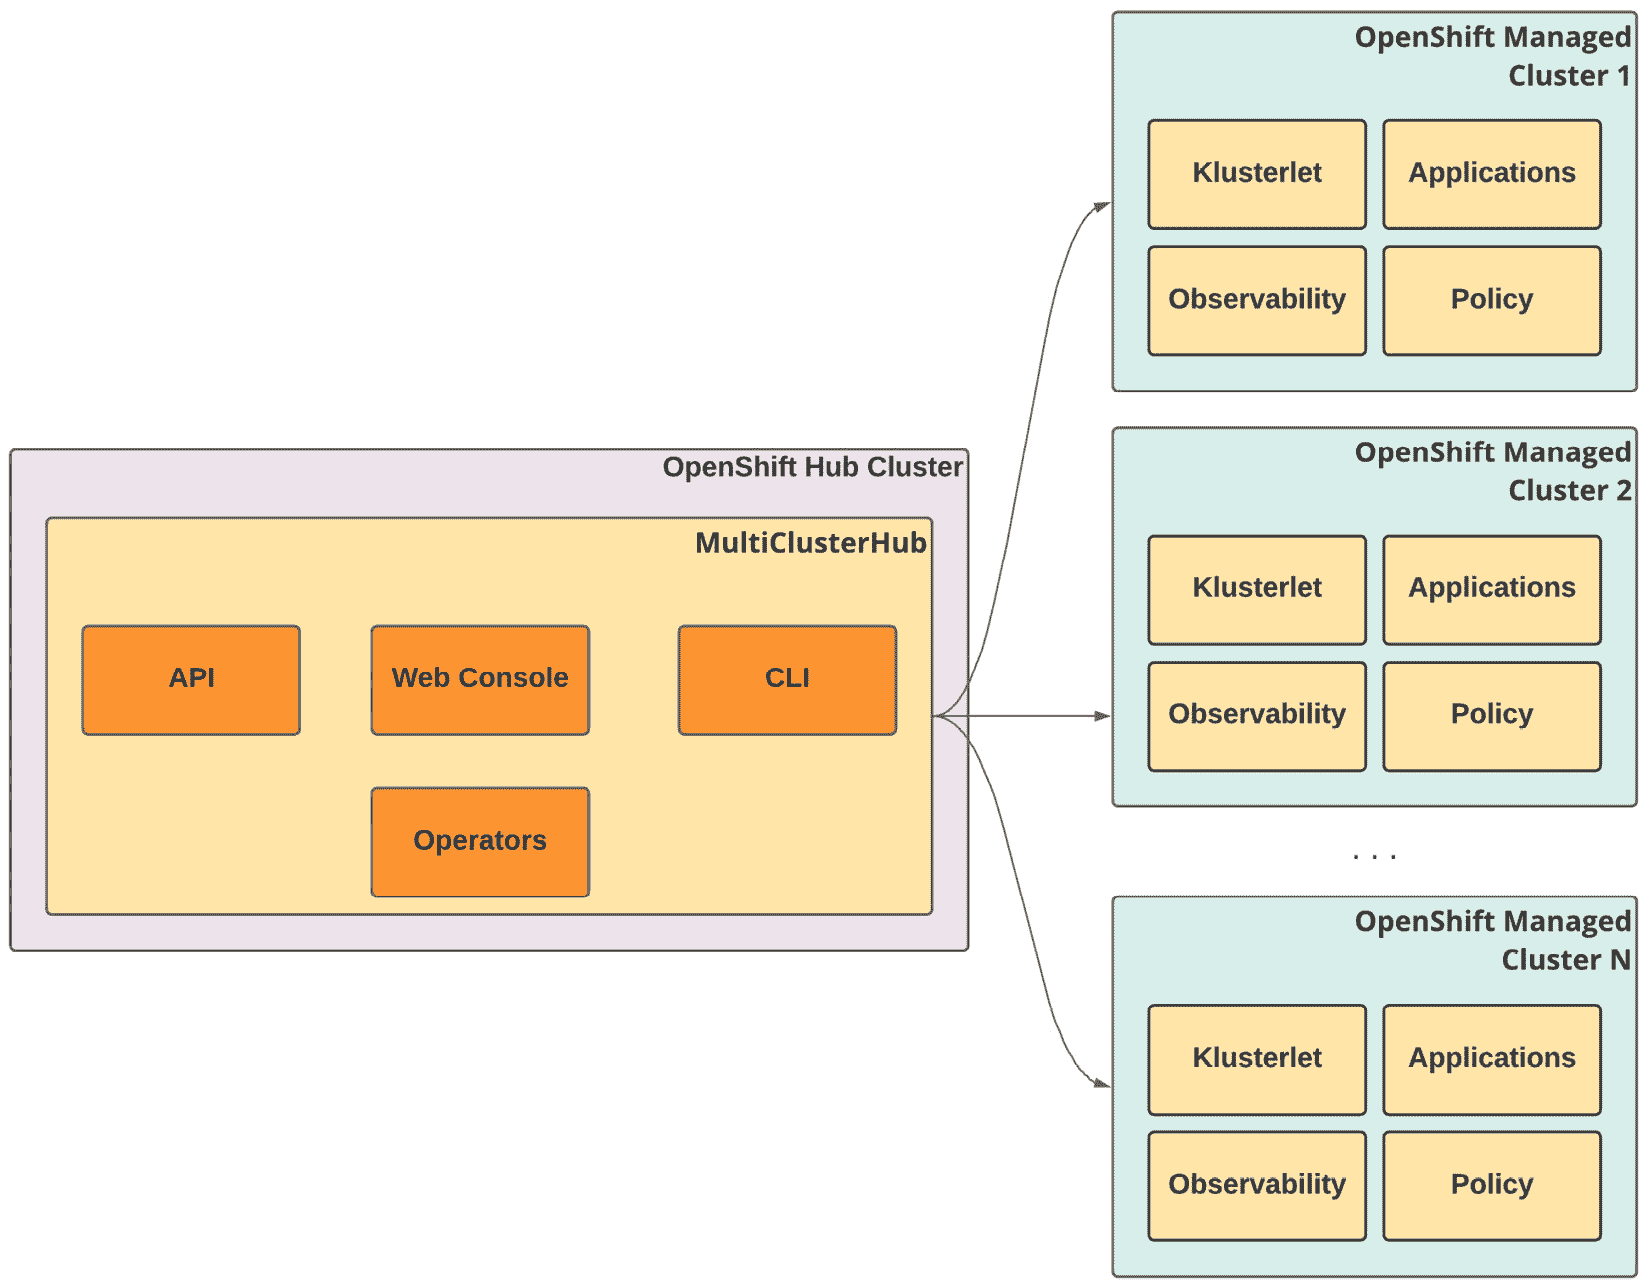 OpenShift Hub Cluster
MultiClusterHub
API
Web Console
CLI
Operators
OpenShift Managed
Cluster 1
Klusterlet
Applications
Observability
Policy
OpenShift Managed
Cluster 2
Klusterlet
Applications
Observability
Policy
. . .
OpenShift Managed
Cluster N
Klusterlet
Applications
Observability
Policy